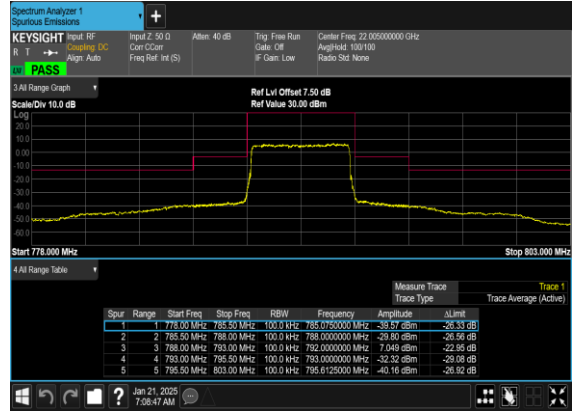 Spectrum Analyzer 1
Spurious Emissions
KEYSIGHT Input: RF Input Z: 50 Ω Atten: 40 dB Trig: Free Run Center Freq: 22.005000000 GHz
R T Coupling: DC Corr CCorr Gate: Off Avg|Hold: 100/100
Align: Auto Freq Ref: Int (S) IF Gain: Low Radio Std: None
PASS
3 All Range Graph
Ref Lvl Offset 7.50 dB
Scale/Div 10.0 dB Ref Value 30.00 dBm
Log
20.0
10.0
0.00
-10.0
-20.0
-30.0
-40.0
-50.0
-60.0
Start 778.000 MHz Stop 803.000 MHz
4 All Range Table
Measure Trace Trace 1
Trace Type Trace Average (Active)
Spur Range Start Freq Stop Freq RBW Frequency Amplitude ΔLimit
1 1 778.00 MHz 785.50 MHz 100.0 kHz 785.0750000 MHz -39.57 dBm -26.33 dB
2 2 785.50 MHz 788.00 MHz 100.0 kHz 788.0000000 MHz -29.80 dBm -26.56 dB
3 3 788.00 MHz 793.00 MHz 100.0 kHz 792.0000000 MHz 7.049 dBm -22.95 dB
4 4 793.00 MHz 795.50 MHz 100.0 kHz 793.0000000 MHz -32.32 dBm -29.08 dB
5 5 795.50 MHz 803.00 MHz 100.0 kHz 795.6125000 MHz -40.16 dBm -26.92 dB
Jan 21, 2025
7:08:47 AM